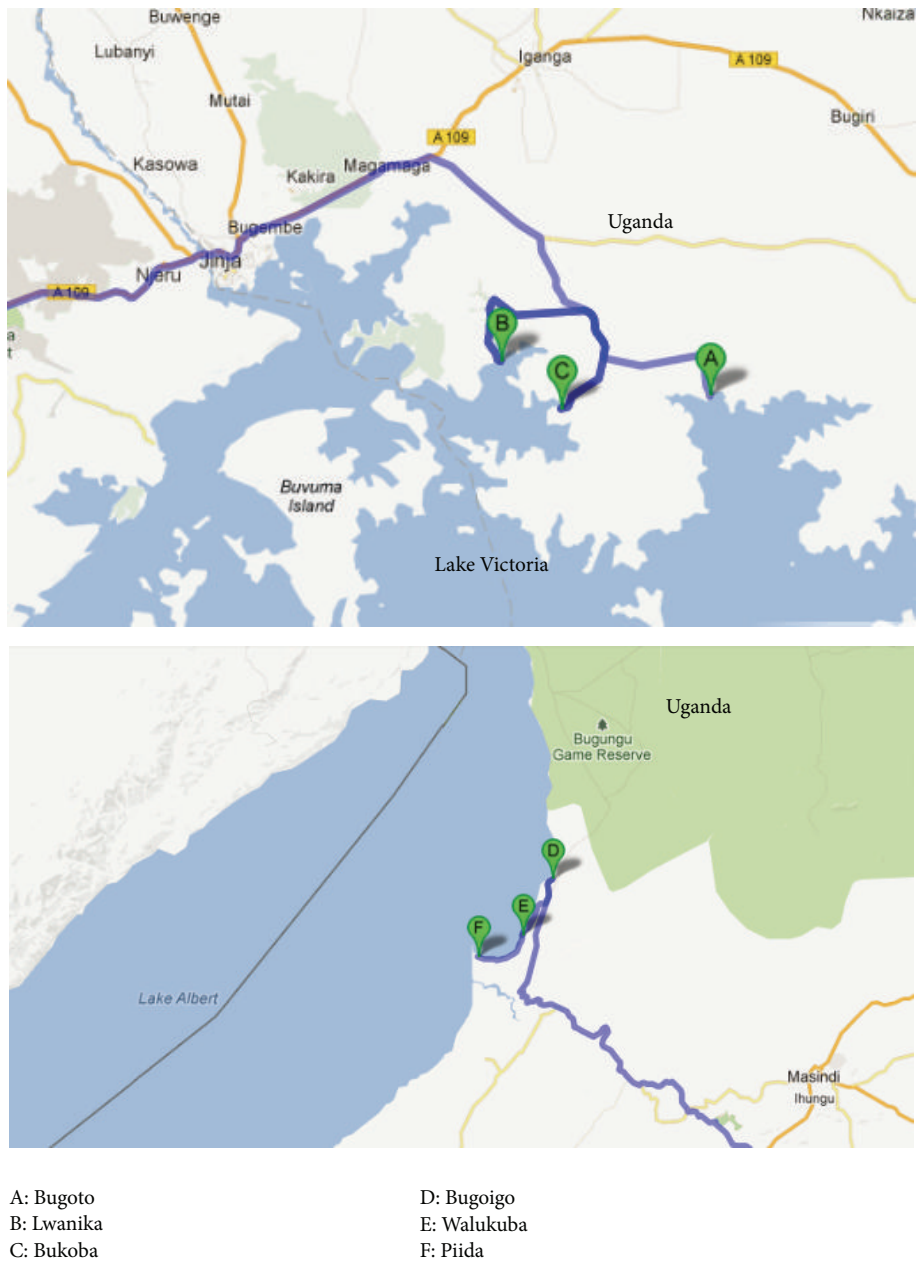 Buwenge
Nkaiza
Lubanyi
Iganga
A 109
Mutai
Bugiri
A 109
Kasowa
Magamaga
Kakira
Uganda
Bugembe
Jinja
Njeru
A 109
a
t
B
A
C
Buvuma
Island
Lake Victoria
Uganda
Bugungu
Game Reserve
D
E
F
Lake Albert
Masindi
Ihungu
A: Bugoto
B: Lwanika
C: Bukoba
D: Bugoigo
E: Walukuba
F: Piida